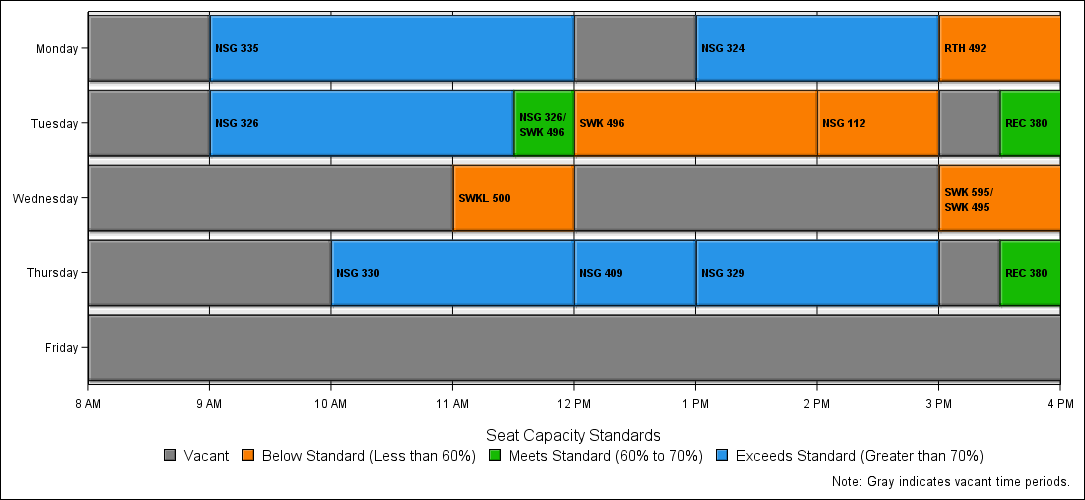 Monday
NSG 335
NSG 324
RTH 492
Tuesday
NSG 326
NSG 326/
SWK 496
SWK 496
NSG 112
REC 380
Wednesday
SWKL 500
SWK 595/
SWK 495
Thursday
NSG 330
NSG 409
NSG 329
REC 380
Friday
8 AM 9 AM 10 AM 11 AM 12 PM 1 PM 2 PM 3 PM 4 PM
Seat Capacity Standards
Vacant Below Standard (Less than 60%) Meets Standard (60% to 70%) Exceeds Standard (Greater than 70%)
Note: Gray indicates vacant time periods.